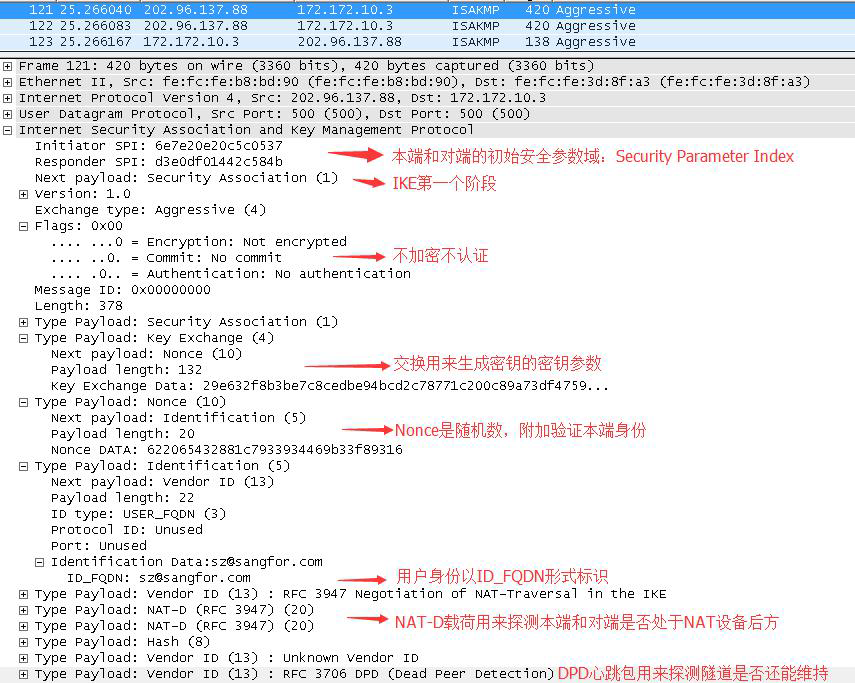 121 25.266040 202.96.137.88 172.172.10.3 ISAKMP 420 Aggressive
122 25.266083 202.96.137.88 172.172.10.3 ISAKMP 420 Aggressive
123 25.266167 172.172.10.3 202.96.137.88 ISAKMP 138 Aggressive
Frame 121: 420 bytes on wire (3360 bits), 420 bytes captured (3360 bits)
Ethernet II, Src: fe:fc:fe:b8:bd:90 (fe:fc:fe:b8:bd:90), Dst: fe:fc:fe:3d:8f:a3 (fe:fc:fe:3d:8f:a3)
Internet Protocol Version 4, Src: 202.96.137.88, Dst: 172.172.10.3
User Datagram Protocol, Src Port: 500 (500), Dst Port: 500 (500)
Internet Security Association and Key Management Protocol
Initiator SPI: 6e7e20e20c5c0537
Responder SPI: d3e0df01442c584b 本端和对端的初始安全参数域：Security Parameter Index
Next payload: Security Association (1) IKE第一个阶段
Version: 1.0
Exchange type: Aggressive (4)
Flags: 0x00
.... ...0 = Encryption: Not encrypted
.... ..0. = Commit: No commit 不加密不认证
.... .0.. = Authentication: No authentication
Message ID: 0x00000000
Length: 378
Type Payload: Security Association (1)
Type Payload: Key Exchange (4)
Next payload: Nonce (10)
Payload length: 132 交换用来生成密钥的密钥参数
Key Exchange Data: 29e632f8b3be7c8cedbe94bcd2c78771c200c89a73df4759...
Type Payload: Nonce (10)
Next payload: Identification (5)
Payload length: 20 Nonce是随机数，附加验证本端身份
Nonce DATA: 622065432881c7933934469b33f89316
Type Payload: Identification (5)
Next payload: Vendor ID (13)
Payload length: 22
ID type: USER_FQDN (3)
Protocol ID: Unused
Port: Unused
Identification Data:sz@sangfor.com
ID_FQDN: sz@sangfor.com 用户身份以ID_FQDN形式标识
Type Payload: Vendor ID (13) : RFC 3947 Negotiation of NAT-Traversal in the IKE
Type Payload: NAT-D (RFC 3947) (20)
Type Payload: NAT-D (RFC 3947) (20) NAT-D载荷用来探测本端和对端是否处于NAT设备后方
Type Payload: Hash (8)
Type Payload: Vendor ID (13) : Unknown Vendor ID
Type Payload: Vendor ID (13) : RFC 3706 DPD (Dead Peer Detection) DPD心跳包用来探测隧道是否还能维持